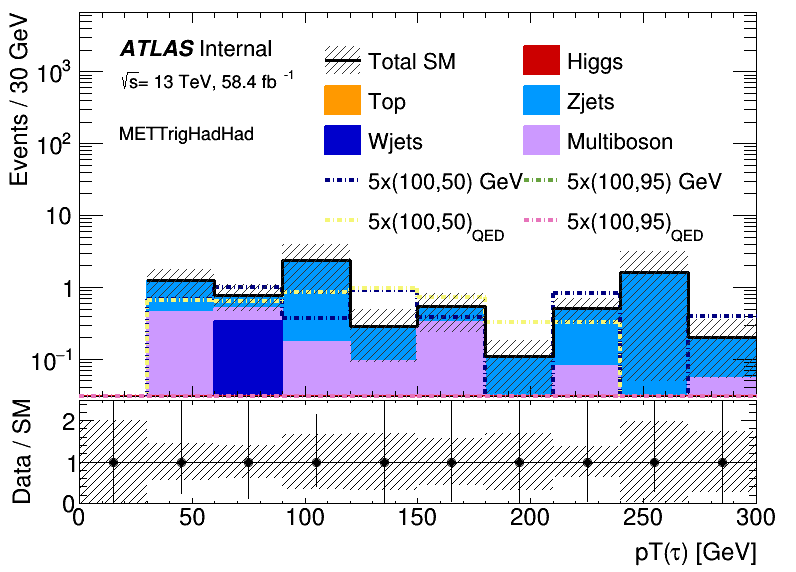 ATLAS Internal
√s= 13 TeV, 58.4 fb -1
METTrigHadHad
Total SM
Higgs
Top
Zjets
Wjets
Multiboson
5x(100,50) GeV
5x(100,95) GeV
5x(100,50)QED
5x(100,95)QED
Events / 30 GeV
10³
10²
10
1
10⁻¹
Data / SM
2
1
0
0 50 100 150 200 250 300
pT(τ) [GeV]